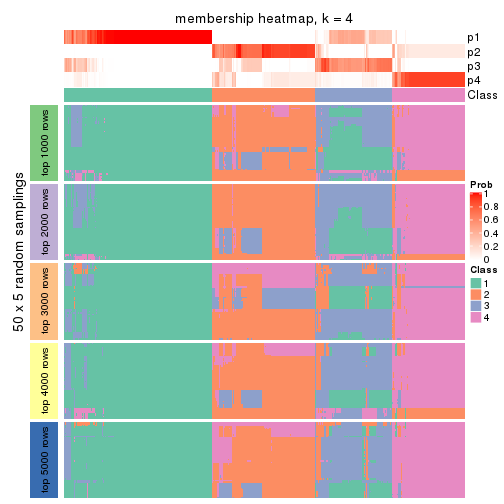 membership heatmap, k = 4
p1
p2
p3
p4
Class
50 x 5 random samplings
top 1000 rows
top 2000 rows
top 3000 rows
top 4000 rows
top 5000 rows
Prob
1
0.8
0.6
0.4
0.2
0
Class
1
2
3
4